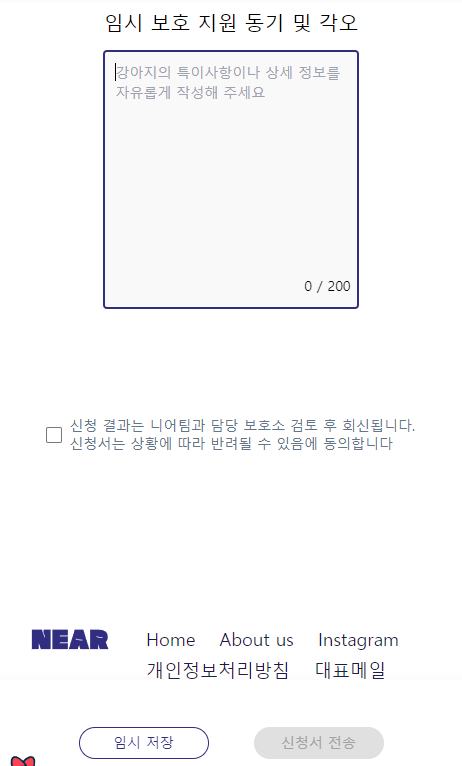 임시 보호 지원 동기 및 각오
강아지의 특이사항이나 상세 정보를
자유롭게 작성해 주세요
0 / 200
신청 결과는 니어팀과 담당 보호소 검토 후 회신됩니다.
신청서는 상황에 따라 반려될 수 있음에 동의합니다
NEAR Home About us Instagram
개인정보처리방침 대표메일
임시 저장 신청서 전송